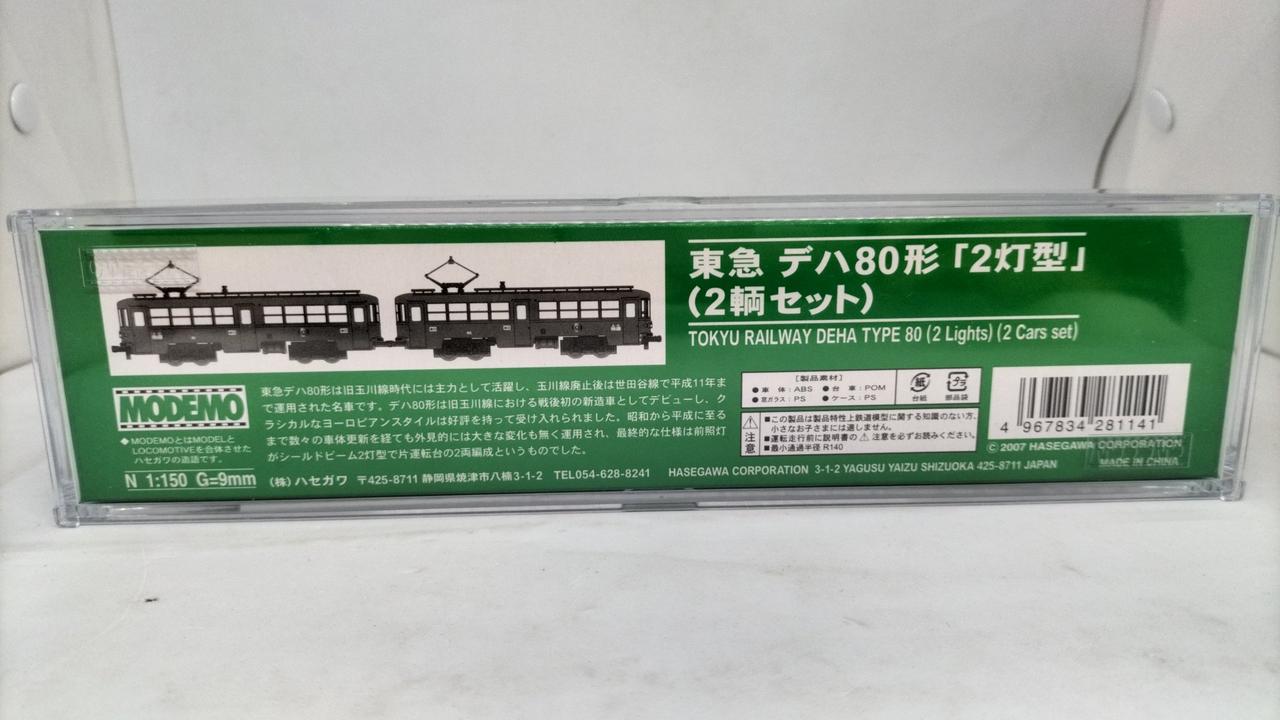 東急 デハ80形「2灯型」
(2輌セット)
TOKYU RAILWAY DEHA TYPE 80 (2 Lights) (2 Cars set)
MODEMO
◆MODEMOとはMODELと
LOCOMOTIVEを合体させた
ハセガワの造語です。
N 1:150 G=9mm
東急デハ80形は旧玉川線時代には主力として活躍し、玉川線廃止後は世田谷線で平成11年ま
で運用された名車です。デハ80形は旧玉川線における戦後初の新造車としてデビューし、ク
ラシカルなヨーロピアンスタイルは好評を持って受け入れられました。昭和から平成に至る
まで数々の車体更新を経ても外見的には大きな変化も無く運用され、最終的な仕様は前照灯
がシールドビーム2灯型で片運転台の2両編成というものでした。
(株)ハセガワ 〒425-8711 静岡県焼津市八楠3-1-2 TEL054-628-8241
HASEGAWA CORPORATION 3-1-2 YAGUSU YAIZU SHIZUOKA 425-8711 JAPAN
[製品素材]
●車体:ABS ●台車:POM
●窓ガラス:PS ●ケース:PS
紙 プラ
台紙 部品袋
注意
■この製品は製品特性上鉄道模型に関する知識のない方、
小さなお子さまには適しません。
■運転走行前に説明書の⚠注意を必ずお読みください。
■最小通過半径 R140
4 967834 281141
© 2007 HASEGAWA CORPORATION
MADE IN CHINA